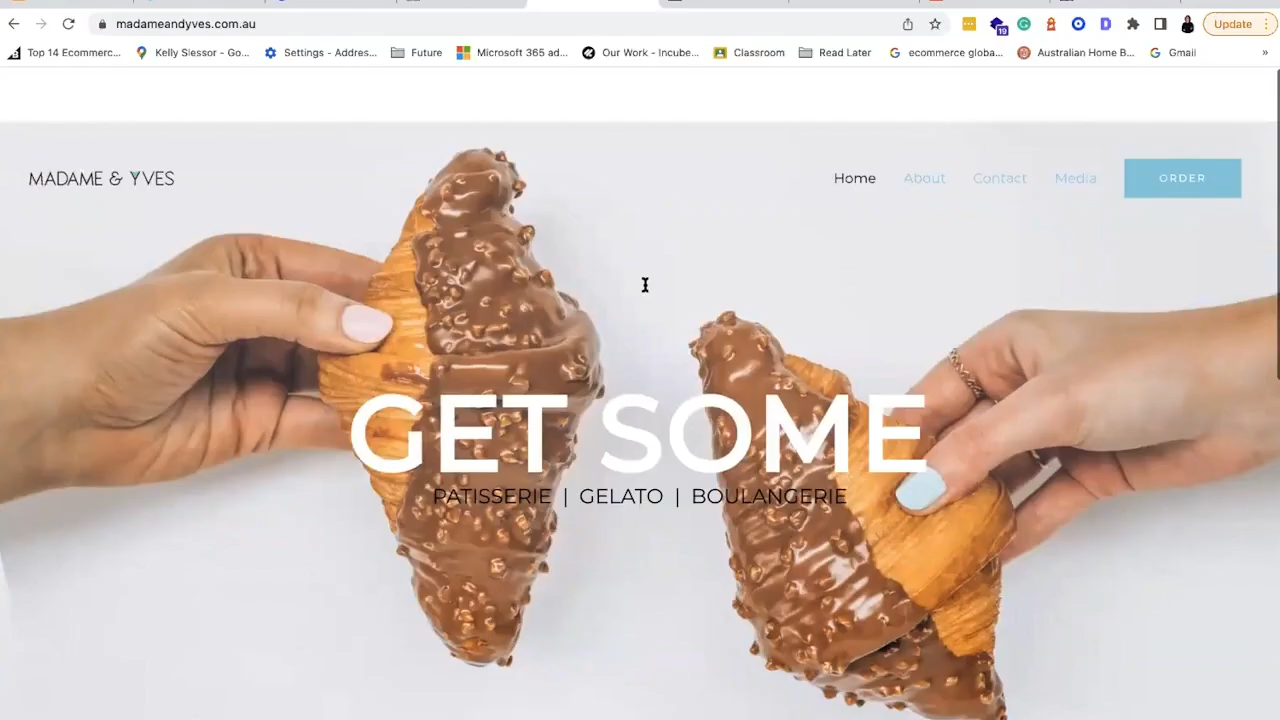 madameandyves.com.au
19
Update
Top 14 Ecommerc...
Kelly Slessor - Go...
Settings - Addres...
Future
Microsoft 365 ad...
Our Work - Incube...
Classroom
Read Later
ecommerce globa...
Australian Home B...
Gmail
»
MADAME & YVES
Home
About
Contact
Media
ORDER
GET SOME
PATISSERIE | GELATO | BOULANGERIE